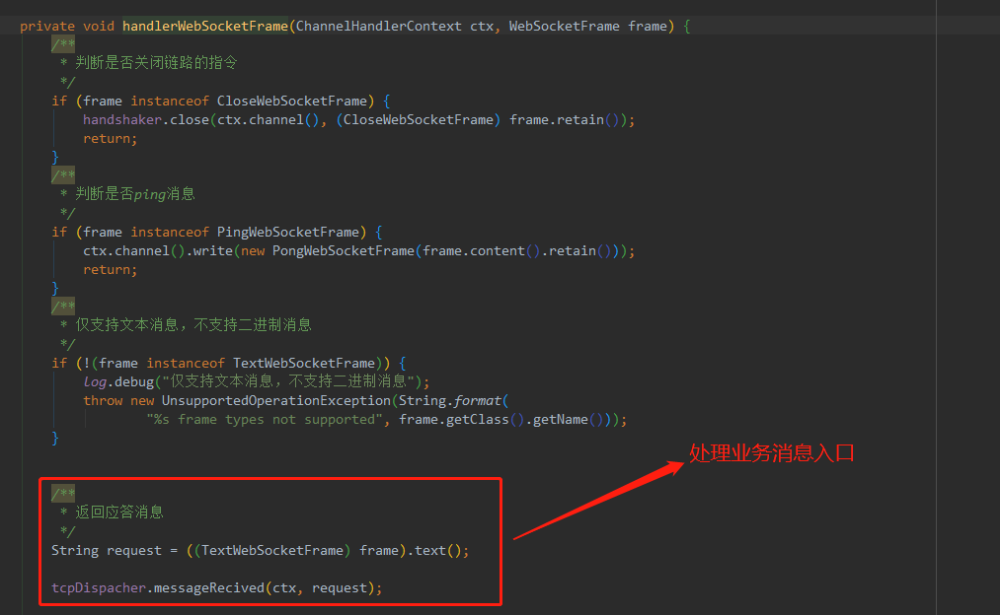 private void handlerWebSocketFrame(ChannelHandlerContext ctx, WebSocketFrame frame) {
/**
* 判断是否关闭链路的指令
*/
if (frame instanceof CloseWebSocketFrame) {
handshaker.close(ctx.channel(), (CloseWebSocketFrame) frame.retain());
return;
}
/**
* 判断是否ping消息
*/
if (frame instanceof PingWebSocketFrame) {
ctx.channel().write(new PongWebSocketFrame(frame.content().retain()));
return;
}
/**
* 仅支持文本消息，不支持二进制消息
*/
if (!(frame instanceof TextWebSocketFrame)) {
log.debug("仅支持文本消息，不支持二进制消息");
throw new UnsupportedOperationException(String.format(
"%s frame types not supported", frame.getClass().getName()));
}
处理业务消息入口
/**
* 返回应答消息
*/
String request = ((TextWebSocketFrame) frame).text();
tcpDispacher.messageRecived(ctx, request);